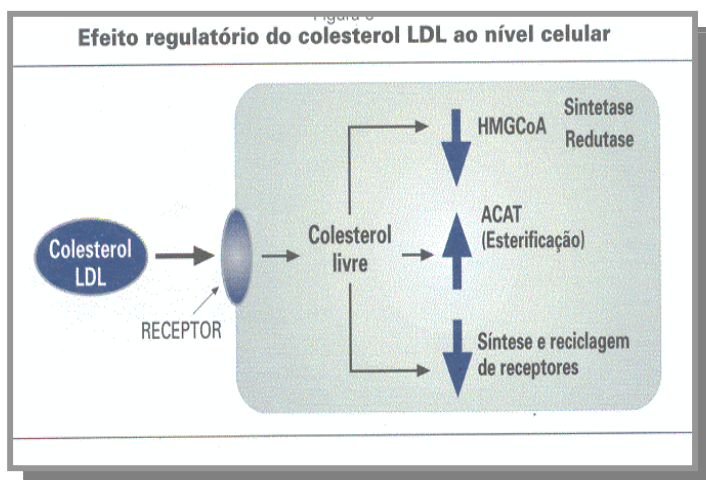 Efeito regulatório do colesterol LDL ao nível celular
Sintetase
HMGCoA
Redutase
ACAT
(Esterificação)
Colesterol
LDL
Colesterol
livre
RECEPTOR
Síntese e reciclagem
de receptores